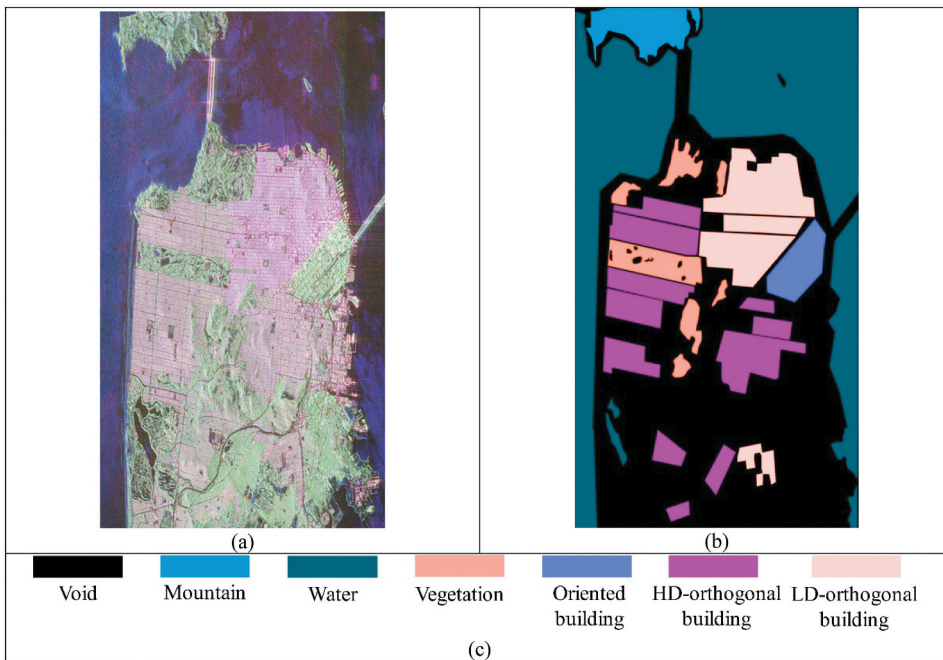 (a)
(b)
Void
Mountain
Water
Vegetation
Oriented
building
HD-orthogonal
building
LD-orthogonal
building
(c)